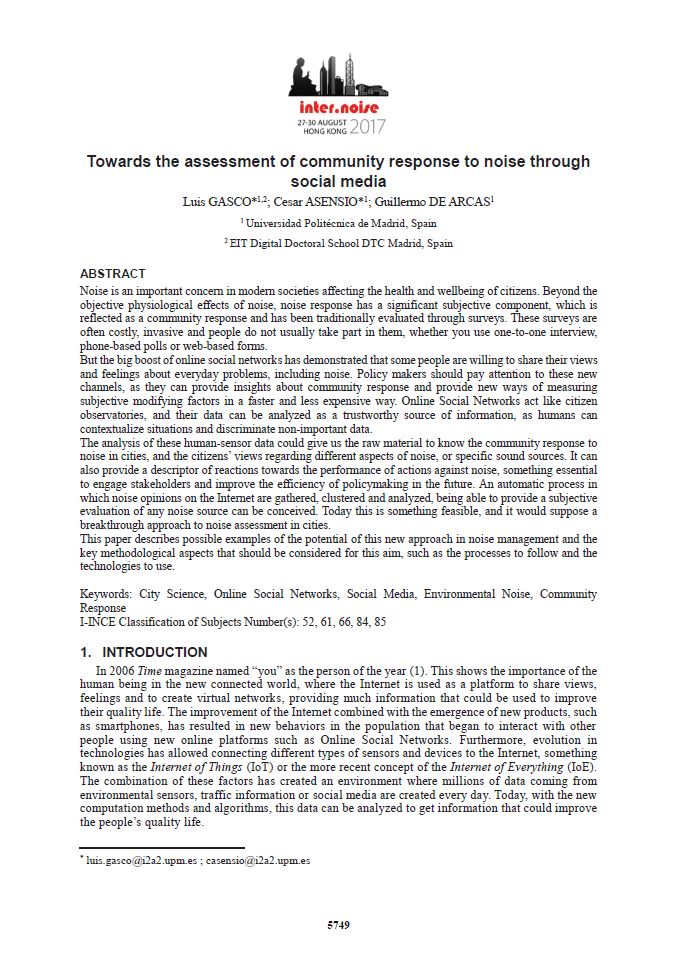 inter.noise
27-30 AUGUST
HONG KONG 2017
Towards the assessment of community response to noise through
social media
Luis GASCO*1,2; Cesar ASENSIO*1; Guillermo DE ARCAS1
1 Universidad Politécnica de Madrid, Spain
2 EIT Digital Doctoral School DTC Madrid, Spain
ABSTRACT
Noise is an important concern in modern societies affecting the health and wellbeing of citizens. Beyond the
objective physiological effects of noise, noise response has a significant subjective component, which is
reflected as a community response and has been traditionally evaluated through surveys. These surveys are
often costly, invasive and people do not usually take part in them, whether you use one-to-one interview,
phone-based polls or web-based forms.
But the big boost of online social networks has demonstrated that some people are willing to share their views
and feelings about everyday problems, including noise. Policy makers should pay attention to these new
channels, as they can provide insights about community response and provide new ways of measuring
subjective modifying factors in a faster and less expensive way. Online Social Networks act like citizen
observatories, and their data can be analyzed as a trustworthy source of information, as humans can
contextualize situations and discriminate non-important data.
The analysis of these human-sensor data could give us the raw material to know the community response to
noise in cities, and the citizens’ views regarding different aspects of noise, or specific sound sources. It can
also provide a descriptor of reactions towards the performance of actions against noise, something essential
to engage stakeholders and improve the efficiency of policymaking in the future. An automatic process in
which noise opinions on the Internet are gathered, clustered and analyzed, being able to provide a subjective
evaluation of any noise source can be conceived. Today this is something feasible, and it would suppose a
breakthrough approach to noise assessment in cities.
This paper describes possible examples of the potential of this new approach in noise management and the
key methodological aspects that should be considered for this aim, such as the processes to follow and the
technologies to use.
Keywords: City Science, Online Social Networks, Social Media, Environmental Noise, Community
Response
I-INCE Classification of Subjects Number(s): 52, 61, 66, 84, 85
1. INTRODUCTION
In 2006 Time magazine named “you” as the person of the year (1). This shows the importance of the
human being in the new connected world, where the Internet is used as a platform to share views,
feelings and to create virtual networks, providing much information that could be used to improve
their quality life. The improvement of the Internet combined with the emergence of new products, such
as smartphones, has resulted in new behaviors in the population that began to interact with other
people using new online platforms such as Online Social Networks. Furthermore, evolution in
technologies has allowed connecting different types of sensors and devices to the Internet, something
known as the Internet of Things (IoT) or the more recent concept of the Internet of Everything (IoE).
The combination of these factors has created an environment where millions of data coming from
environmental sensors, traffic information or social media are created every day. Today, with the new
computation methods and algorithms, this data can be analyzed to get information that could improve
the people’s quality life.
* luis.gasco@i2a2.upm.es ; casensio@i2a2.upm.es
5749